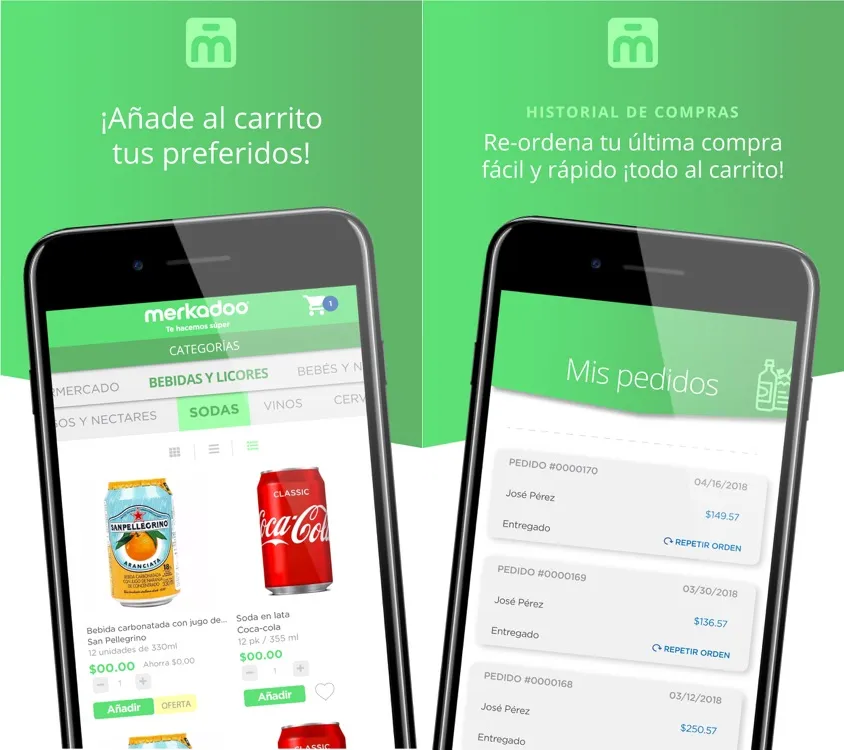 ¡Añade al carrito
tus preferidos!
merkadoo
Te hacemos súper
1
CATEGORÍAS
BEBIDAS Y LICORES
BEBÉS Y N
OS Y NECTARES
SODAS
VINOS
CERV
SANPELLEGRINO
ARANCIATA
CLASSIC
Coca-Col
Bebida carbonatada con jugo de...
San Pellegrino
12 unidades de 330ml
$00.00 Ahorra $0,00
1
Añadir
OFERTA
Soda en lata
Coca-cola
12 pk / 355 ml
$00.00
1
Añadir
CLASSIC
HISTORIAL DE COMPRAS
Re-ordena tu última compra
fácil y rápido ¡todo al carrito!
Mis pedidos
PEDIDO #0000170
04/16/2018
José Pérez
$149.57
Entregado
REPETIR ORDEN
PEDIDO #0000169
03/30/2018
José Pérez
$136.57
Entregado
REPETIR ORDEN
PEDIDO #0000168
03/12/2018
José Pérez
$250.57
Entregado